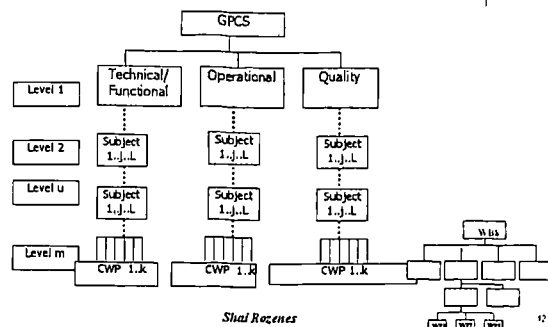 GPCS
Technical/
Functional
Operational
Quality
Level 1
Level 2
Subject
1..j..L
Subject
1..j..L
Subject
1..j..L
Level u
Subject
1..j..L
Subject
1..j..L
Subject
1..j..L
Level m
CWP 1..k
CWP 1..k
CWP 1..k
WBS
Shai Rozenes